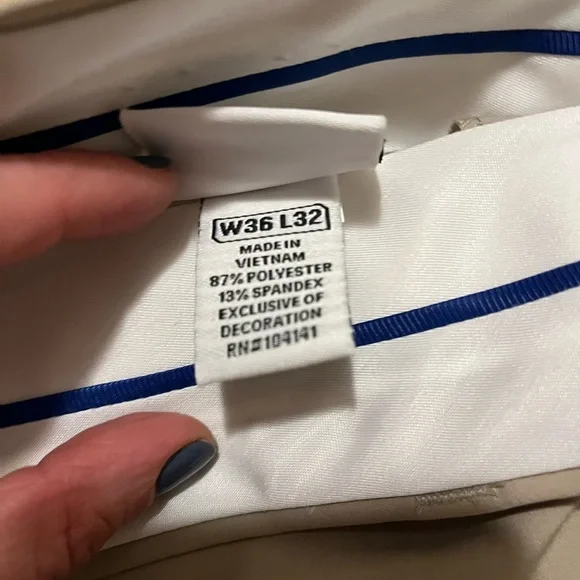 W36 L32
MADE IN
VIETNAM
87% POLYESTER
13% SPANDEX
EXCLUSIVE OF
DECORATION
RN#104141